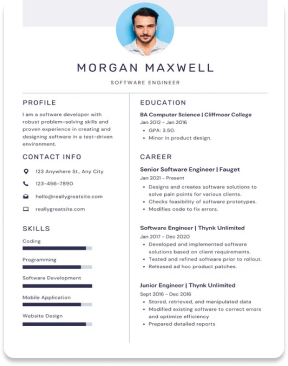 MORGAN MAXWELL
SOFTWARE ENGINEER
PROFILE
I am a software developer with
robust problem-solving skills and
proven experience in creating and
designing software in a test-driven
environment.
CONTACT INFO
123 Anywhere St., Any City
123-456-7890
hello@reallygreatsite.com
reallygreatsite.com
SKILLS
Coding
Programming
Software Development
Mobile Application
Website Design
EDUCATION
BA Computer Science | Cliffmoor College
Jan 2012 - Jan 2016
• GPA: 3.50.
• Minor in product design.
CAREER
Senior Software Engineer | Fauget
Jan 2021 - Present
• Designs and creates software solutions to
solve pain points for various clients.
• Checks feasibility of software prototypes.
• Modifies code to fix errors.
Software Engineer | Thynk Unlimited
Jan 2017 - Dec 2020
• Developed and implemented software
solutions based on client requirements.
• Tested and refined software prior to rollout.
• Released ad hoc product patches.
Junior Engineer | Thynk Unlimited
Sept 2016 - Dec 2016
• Stored, retrieved, and manipulated data
• Modified existing software to correct errors
and optimize efficiency
• Prepared detailed reports